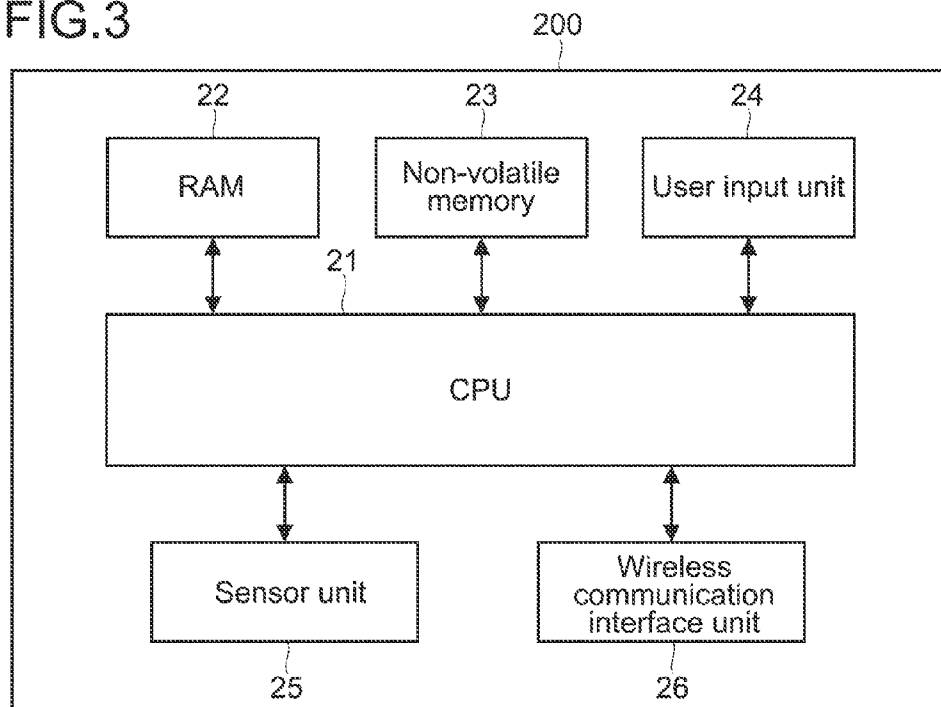 FIG.3
200
22
23
24
RAM
Non-volatile
memory
User input unit
21
CPU
Sensor unit
Wireless
communication
interface unit
25
26